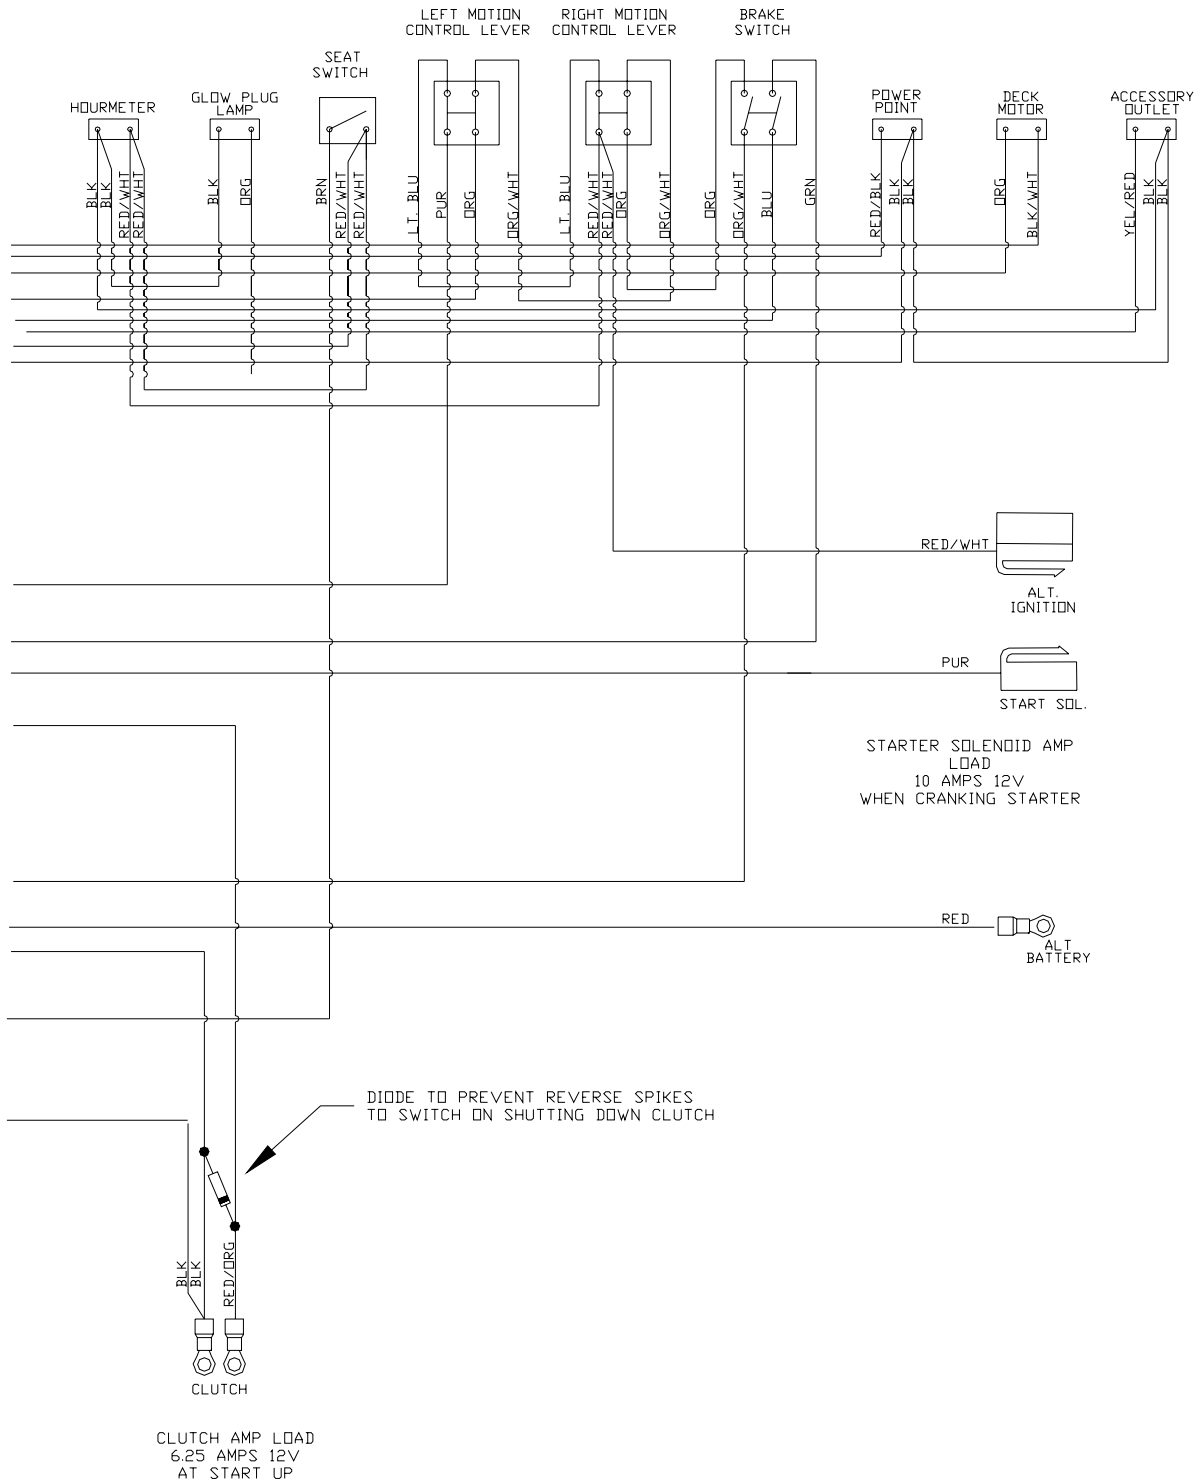 LEFT MOTION
CONTROL LEVER
RIGHT MOTION
CONTROL LEVER
BRAKE
SWITCH
SEAT
SWITCH
HOURMETER
GLOW PLUG
LAMP
POWER
POINT
DECK
MOTOR
ACCESSORY
OUTLET
BLK
BLK
RED/WHT
RED/WHT
BLK
ORG
BRN
RED/WHT
RED/WHT
LT. BLU
PUR
ORG
ORG/WHT
LT. BLU
RED/WHT
RED/WHT
ORG
ORG/WHT
ORG
ORG/WHT
BLU
GRN
RED/BLK
BLK
BLK
ORG
BLK/WHT
YEL/RED
BLK
BLK
RED/WHT
ALT.
IGNITION
PUR
START SOL.
STARTER SOLENOID AMP
LOAD
10 AMPS 12V
WHEN CRANKING STARTER
RED
ALT
BATTERY
DIODE TO PREVENT REVERSE SPIKES
TO SWITCH ON SHUTTING DOWN CLUTCH
BLK
BLK
RED/ORG
CLUTCH
CLUTCH AMP LOAD
6.25 AMPS 12V
AT START UP